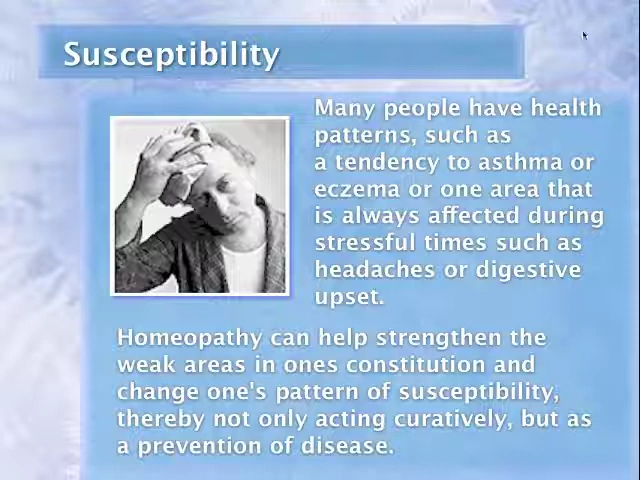 Susceptibility
Many people have health
patterns, such as
a tendency to asthma or
eczema or one area that
is always affected during
stressful times such as
headaches or digestive
upset.
Homeopathy can help strengthen the
weak areas in ones constitution and
change one's pattern of susceptibility,
thereby not only acting curatively, but as
a prevention of disease.